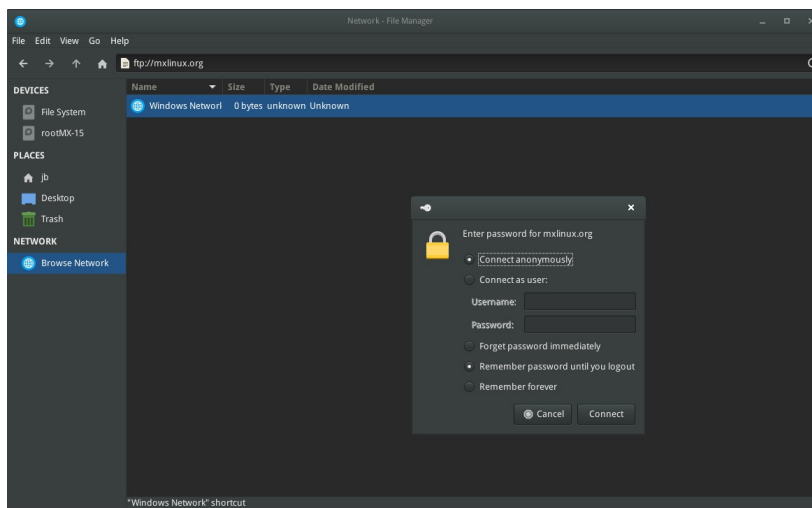 Network - File Manager
File Edit View Go Help
ftp://mxlinux.org
DEVICES
File System
rootMX-15
PLACES
jb
Desktop
Trash
NETWORK
Browse Network
Name Size Type Date Modified
Windows Networl 0 bytes unknown Unknown
Enter password for mxlinux.org
Connect anonymously
Connect as user:
Username:
Password:
Forget password immediately
Remember password until you logout
Remember forever
Cancel Connect
"Windows Network" shortcut